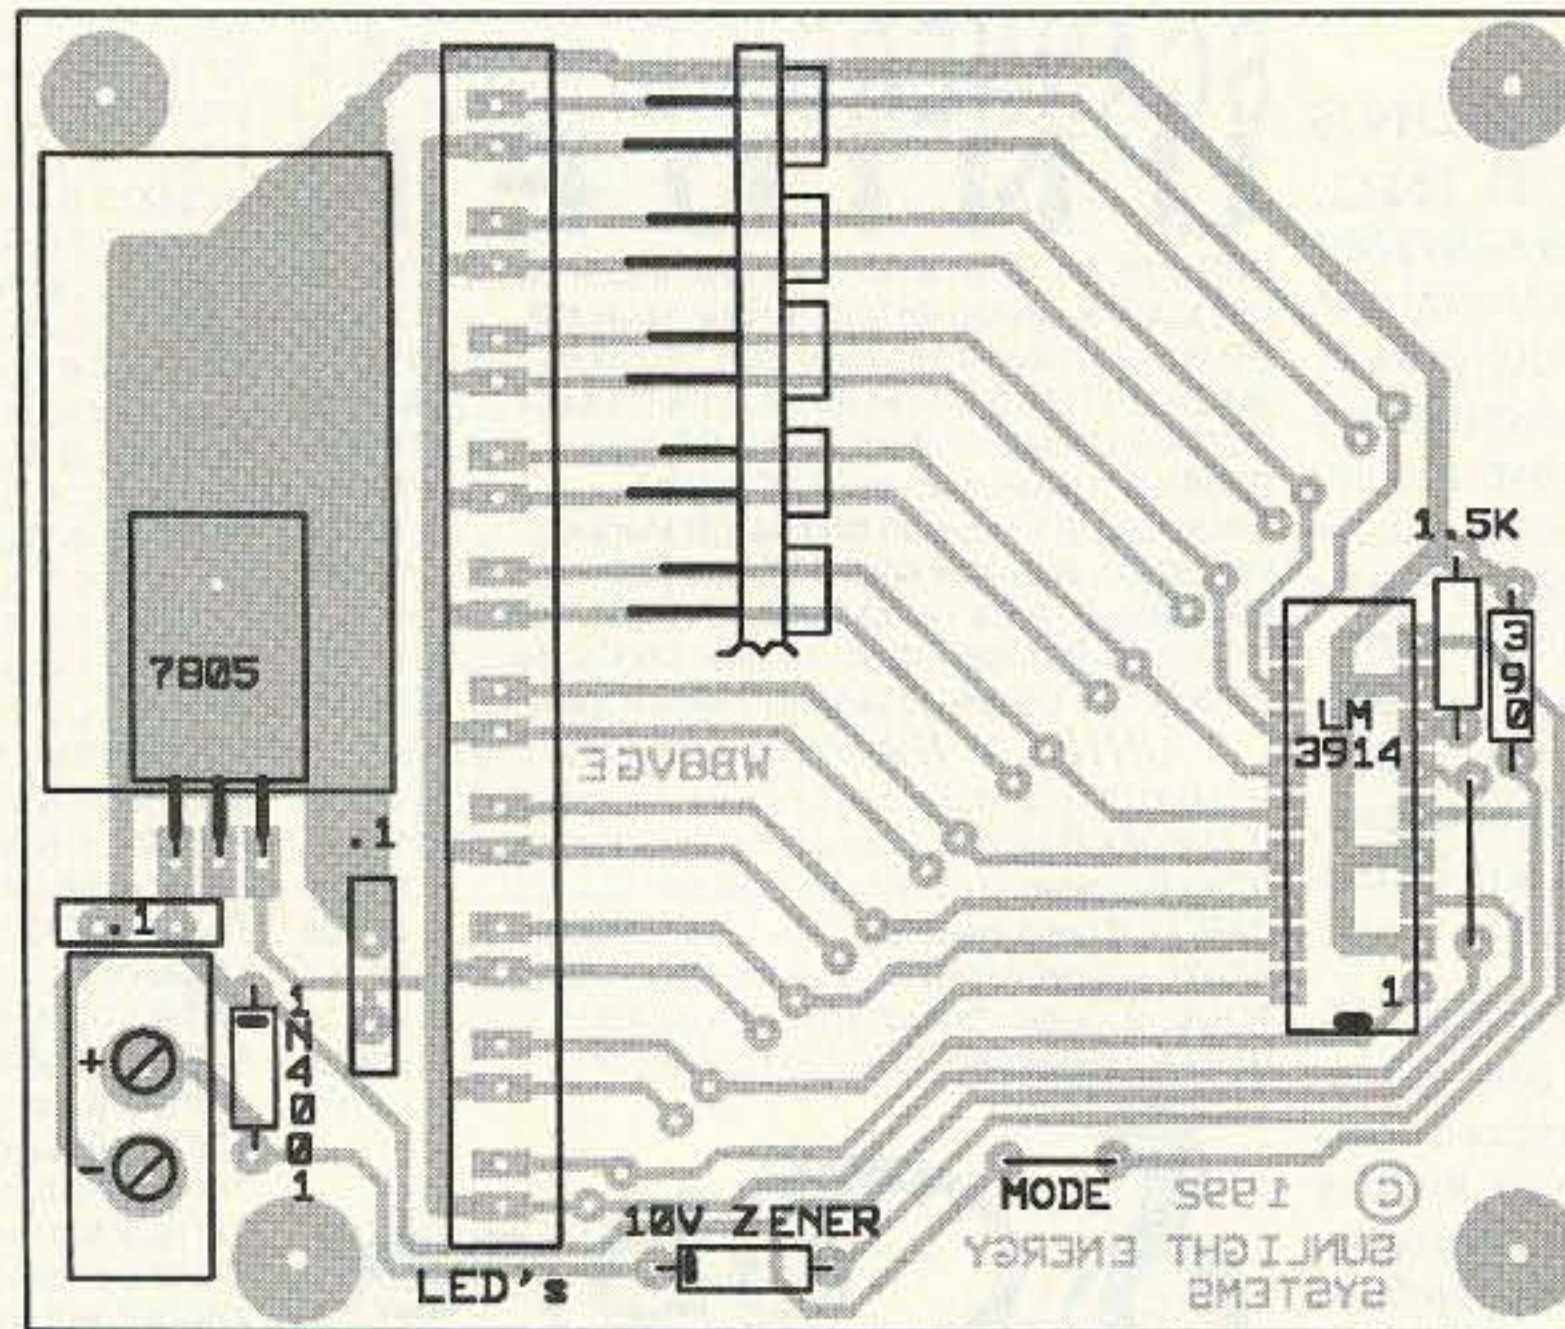 1.5K
390
7805
LM
3914
WB8VGE
.1
.1
1
1N4001
+
-
MODE
© 1992
10V ZENER
SUNLIGHT ENERGY
LED's
SYSTEMS